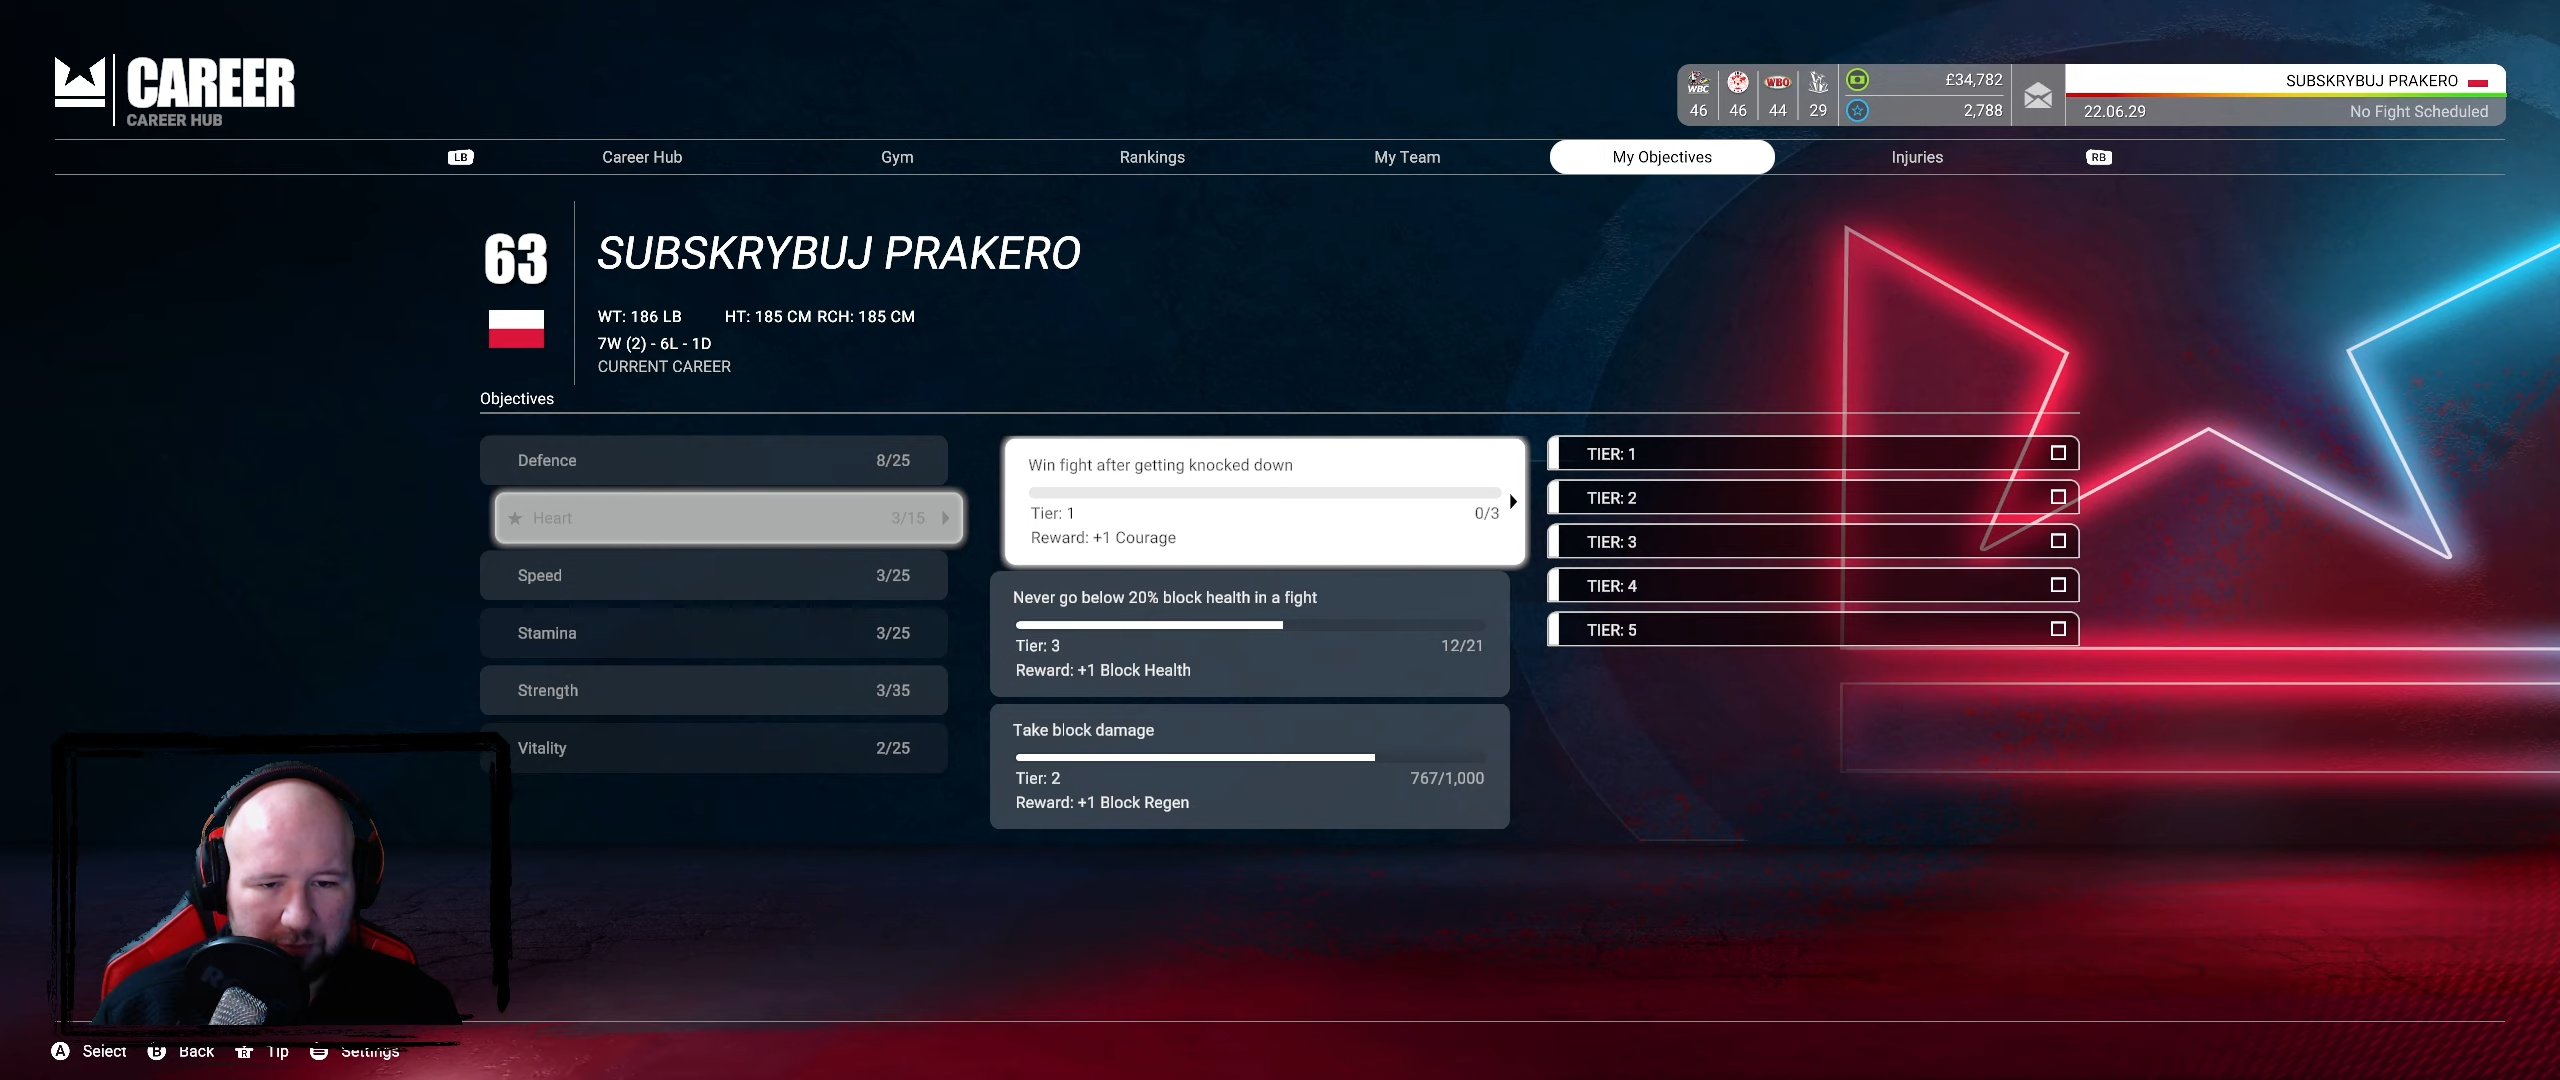 CAREER
CAREER HUB
WBC
WBO
46
46
44
29
£34,782
2,788
SUBSKRYBUJ PRAKERO
22.06.29
No Fight Scheduled
LB
Career Hub
Gym
Rankings
My Team
My Objectives
Injuries
RB
63
SUBSKRYBUJ PRAKERO
WT: 186 LB HT: 185 CM RCH: 185 CM
7W (2) - 6L - 1D
CURRENT CAREER
Objectives
Defence 8/25
Heart 3/15
Speed 3/25
Stamina 3/25
Strength 3/35
Vitality 2/25
Win fight after getting knocked down
Tier: 1 0/3
Reward: +1 Courage
Never go below 20% block health in a fight
Tier: 3 12/21
Reward: +1 Block Health
Take block damage
Tier: 2 767/1,000
Reward: +1 Block Regen
TIER: 1
TIER: 2
TIER: 3
TIER: 4
TIER: 5
A Select B Back R Tip Settings